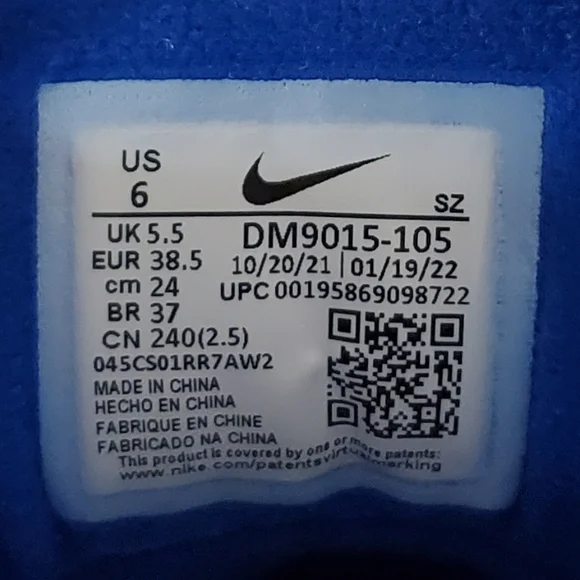 US
6
SZ
UK 5.5
EUR 38.5
cm 24
BR 37
CN 240(2.5)
DM9015-105
10/20/21 | 01/19/22
UPC 00195869098722
045CS01RR7AW2
MADE IN CHINA
HECHO EN CHINA
FABRIQUE EN CHINE
FABRICADO NA CHINA
This product is covered by one or more patents:
www.nike.com/patentsvirtualmarking